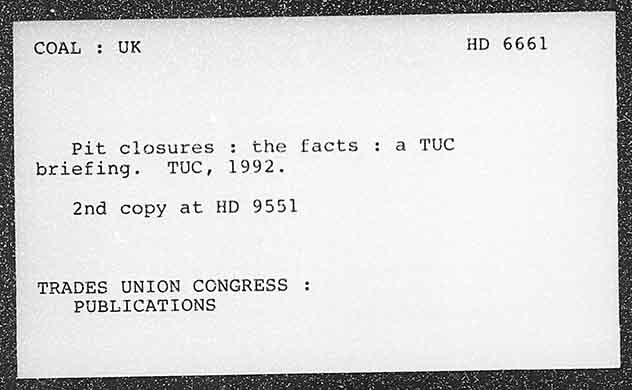 COAL : UK HD 6661
Pit closures : the facts : a TUC
briefing. TUC, 1992.
2nd copy at HD 9551
TRADES UNION CONGRESS :
PUBLICATIONS